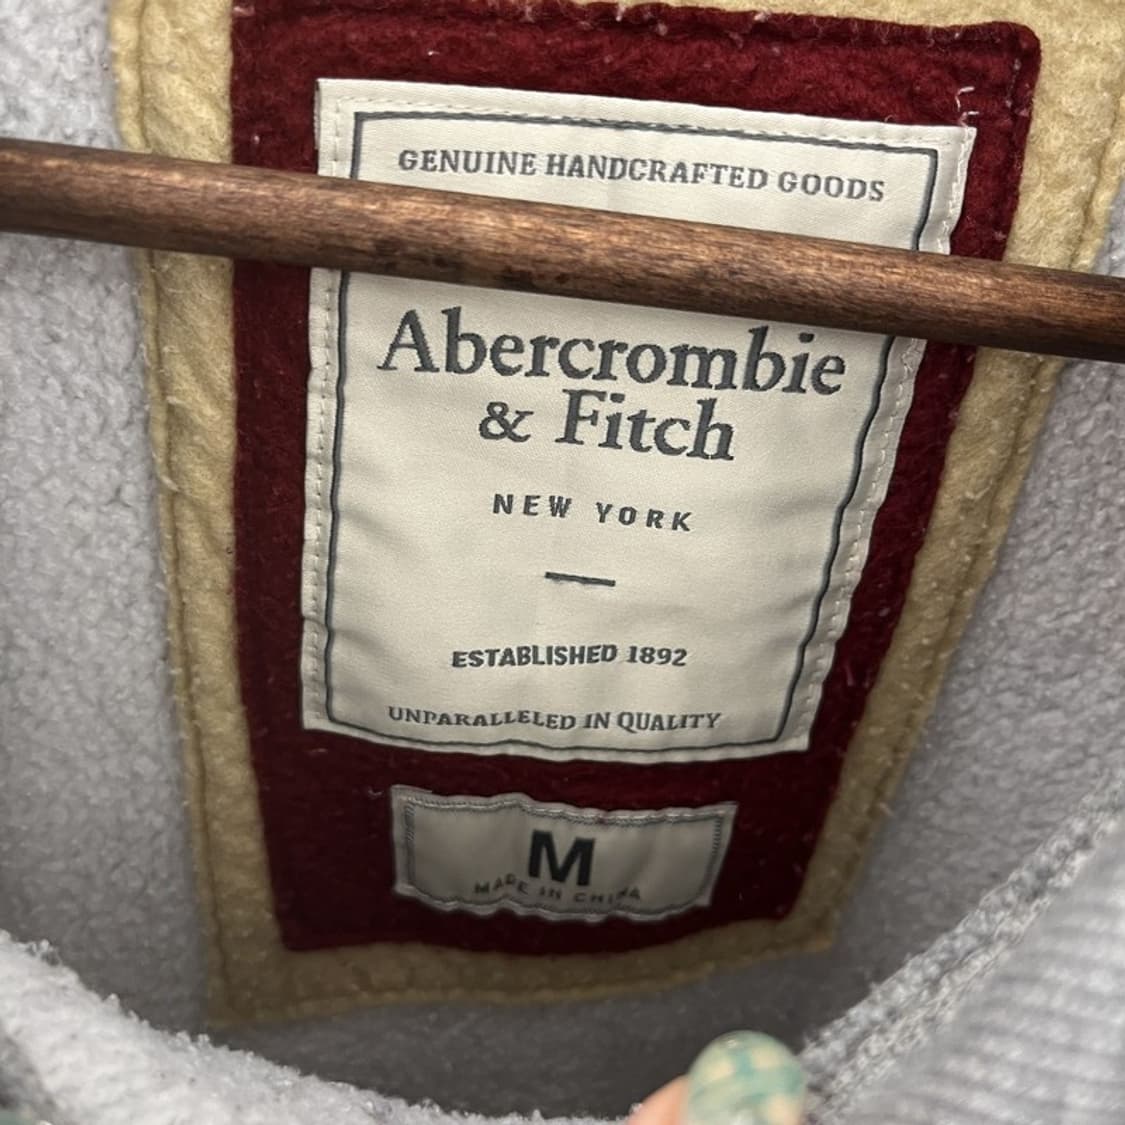 GENUINE HANDCRAFTED GOODS
Abercrombie
& Fitch
NEW YORK
ESTABLISHED 1892
UNPARALLELED IN QUALITY
M
MADE IN CHINA